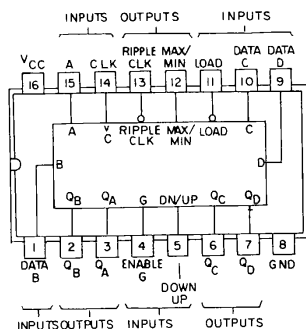 INPUTS OUTPUTS INPUTS
RIPPLE MAX/ DATA DATA
VCC A CLK CLK MIN LOAD C D
16 15 14 13 12 11 10 9
A C RIPPLE MAX/ LOAD C
CLK MIN
B D
QB QA G DN/UP QC QD
1 2 3 4 5 6 7 8
DATA QB QA ENABLE QC QD GND
B G
DOWN
UP
INPUTS OUTPUTS INPUTS OUTPUTS